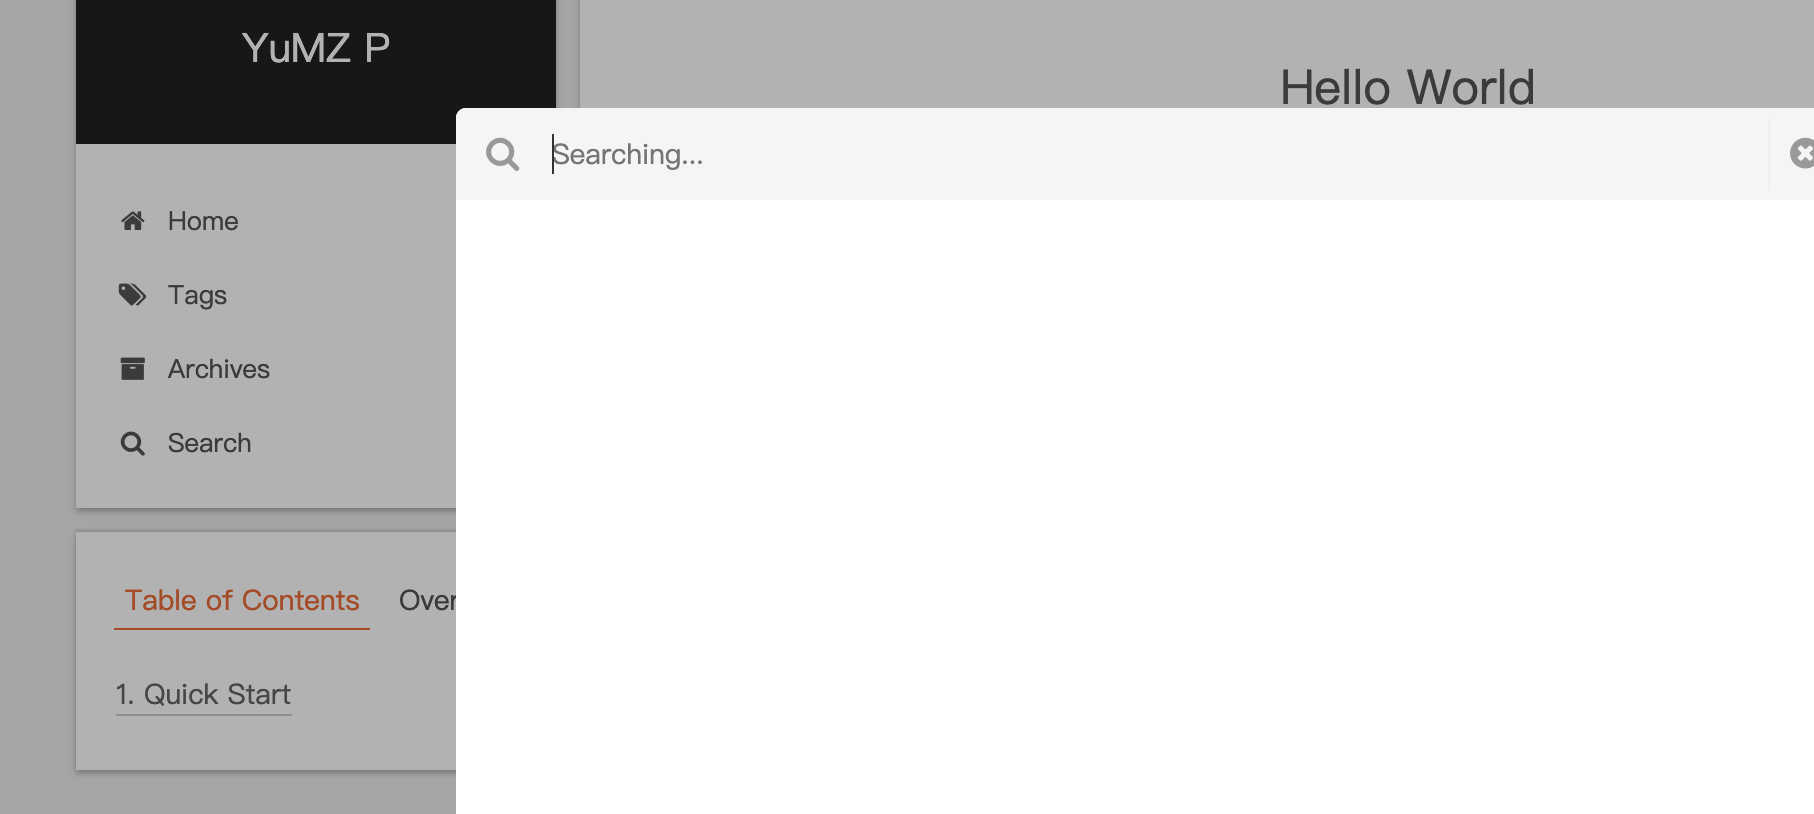 YuMZ P
Hello World
Searching...
Home
Tags
Archives
Search
Table of Contents
Over
1. Quick Start